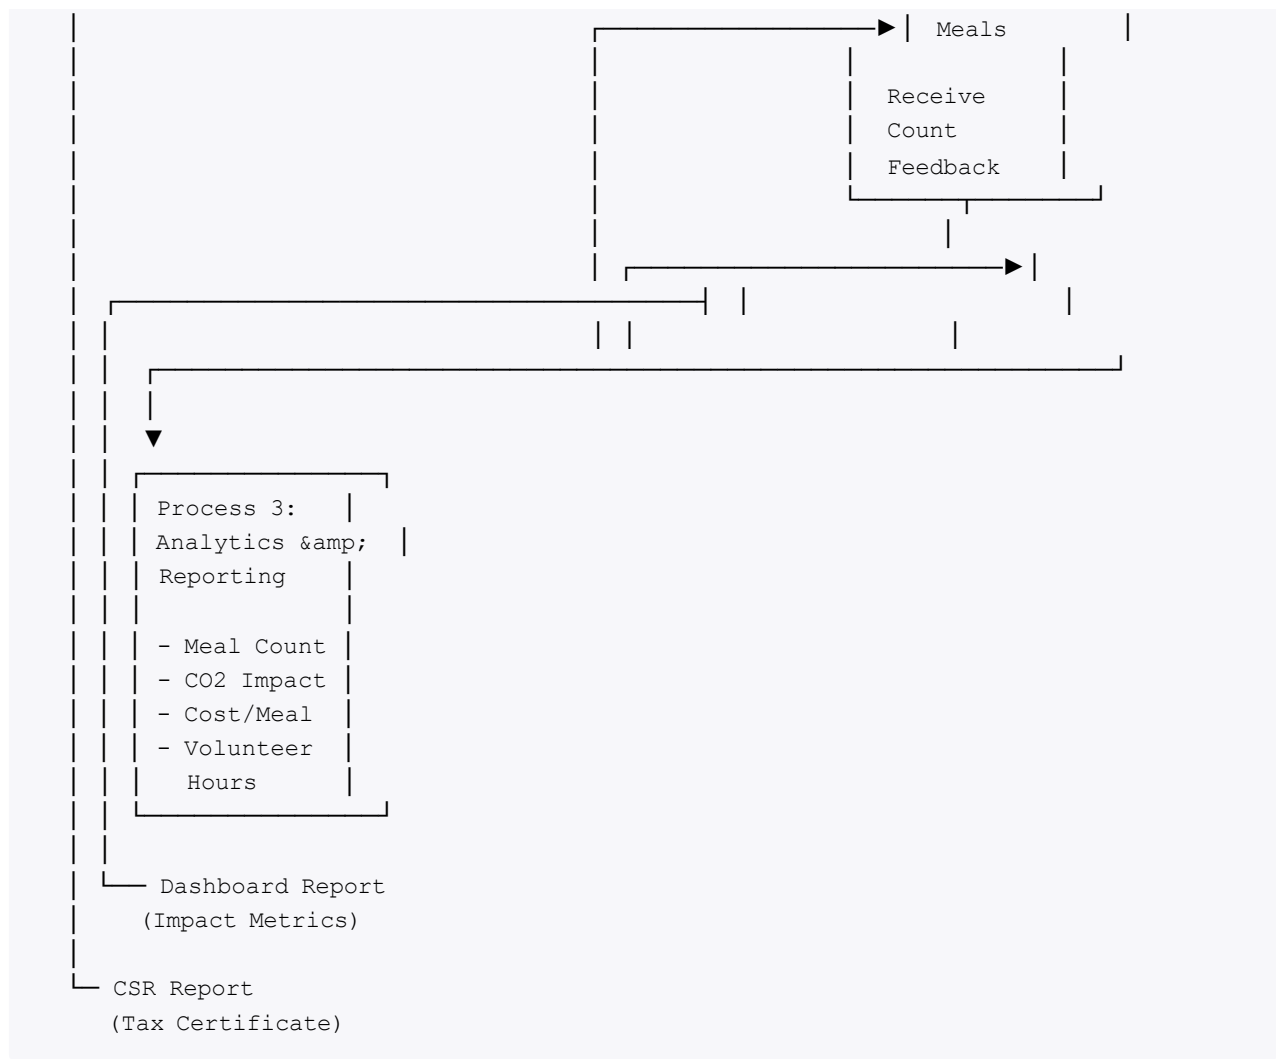 Meals
Receive
Count
Feedback
Process 3:
Analytics &amp;
Reporting
- Meal Count
- CO2 Impact
- Cost/Meal
- Volunteer
Hours
Dashboard Report
(Impact Metrics)
CSR Report
(Tax Certificate)